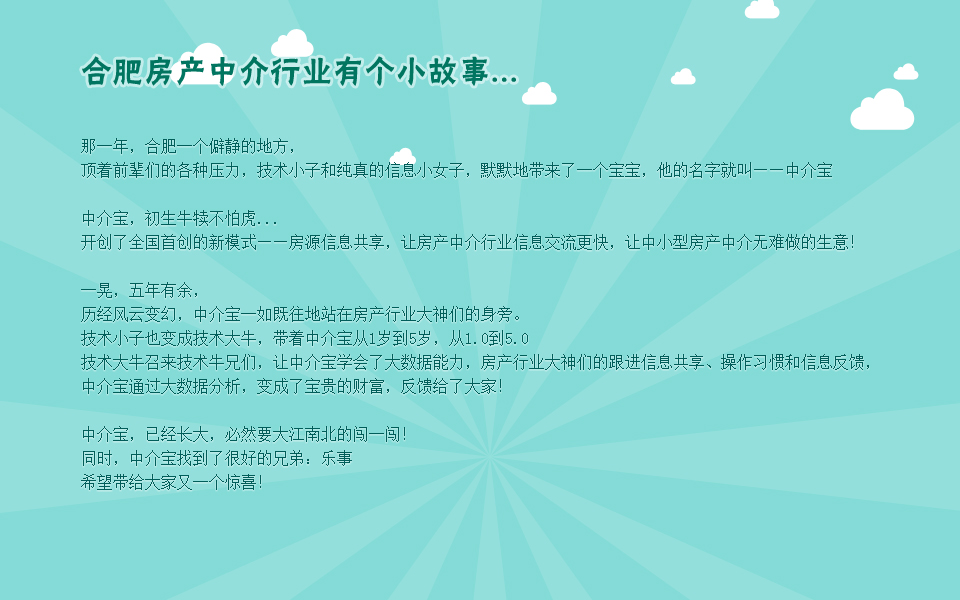 合肥房产中介行业有个小故事...
那一年，合肥一个僻静的地方，
顶着前辈们的各种压力，技术小子和纯真的信息小女子，默默地带来了一个宝宝，他的名字就叫——中介宝
中介宝，初生牛犊不怕虎...
开创了全国首创的新模式——房源信息共享，让房产中介行业信息交流更快，让中小型房产中介无难做的生意！
一晃，五年有余，
历经风云变幻，中介宝一如既往地站在房产行业大神们的身旁。
技术小子也变成技术大牛，带着中介宝从1岁到5岁，从1.0到5.0
技术大牛召来技术牛兄们，让中介宝学会了大数据能力，房产行业大神们的跟进信息共享、操作习惯和信息反馈，
中介宝通过大数据分析，变成了宝贵的财富，反馈给了大家！
中介宝，已经长大，必然要大江南北的闯一闯！
同时，中介宝找到了很好的兄弟：乐事
希望带给大家又一个惊喜！